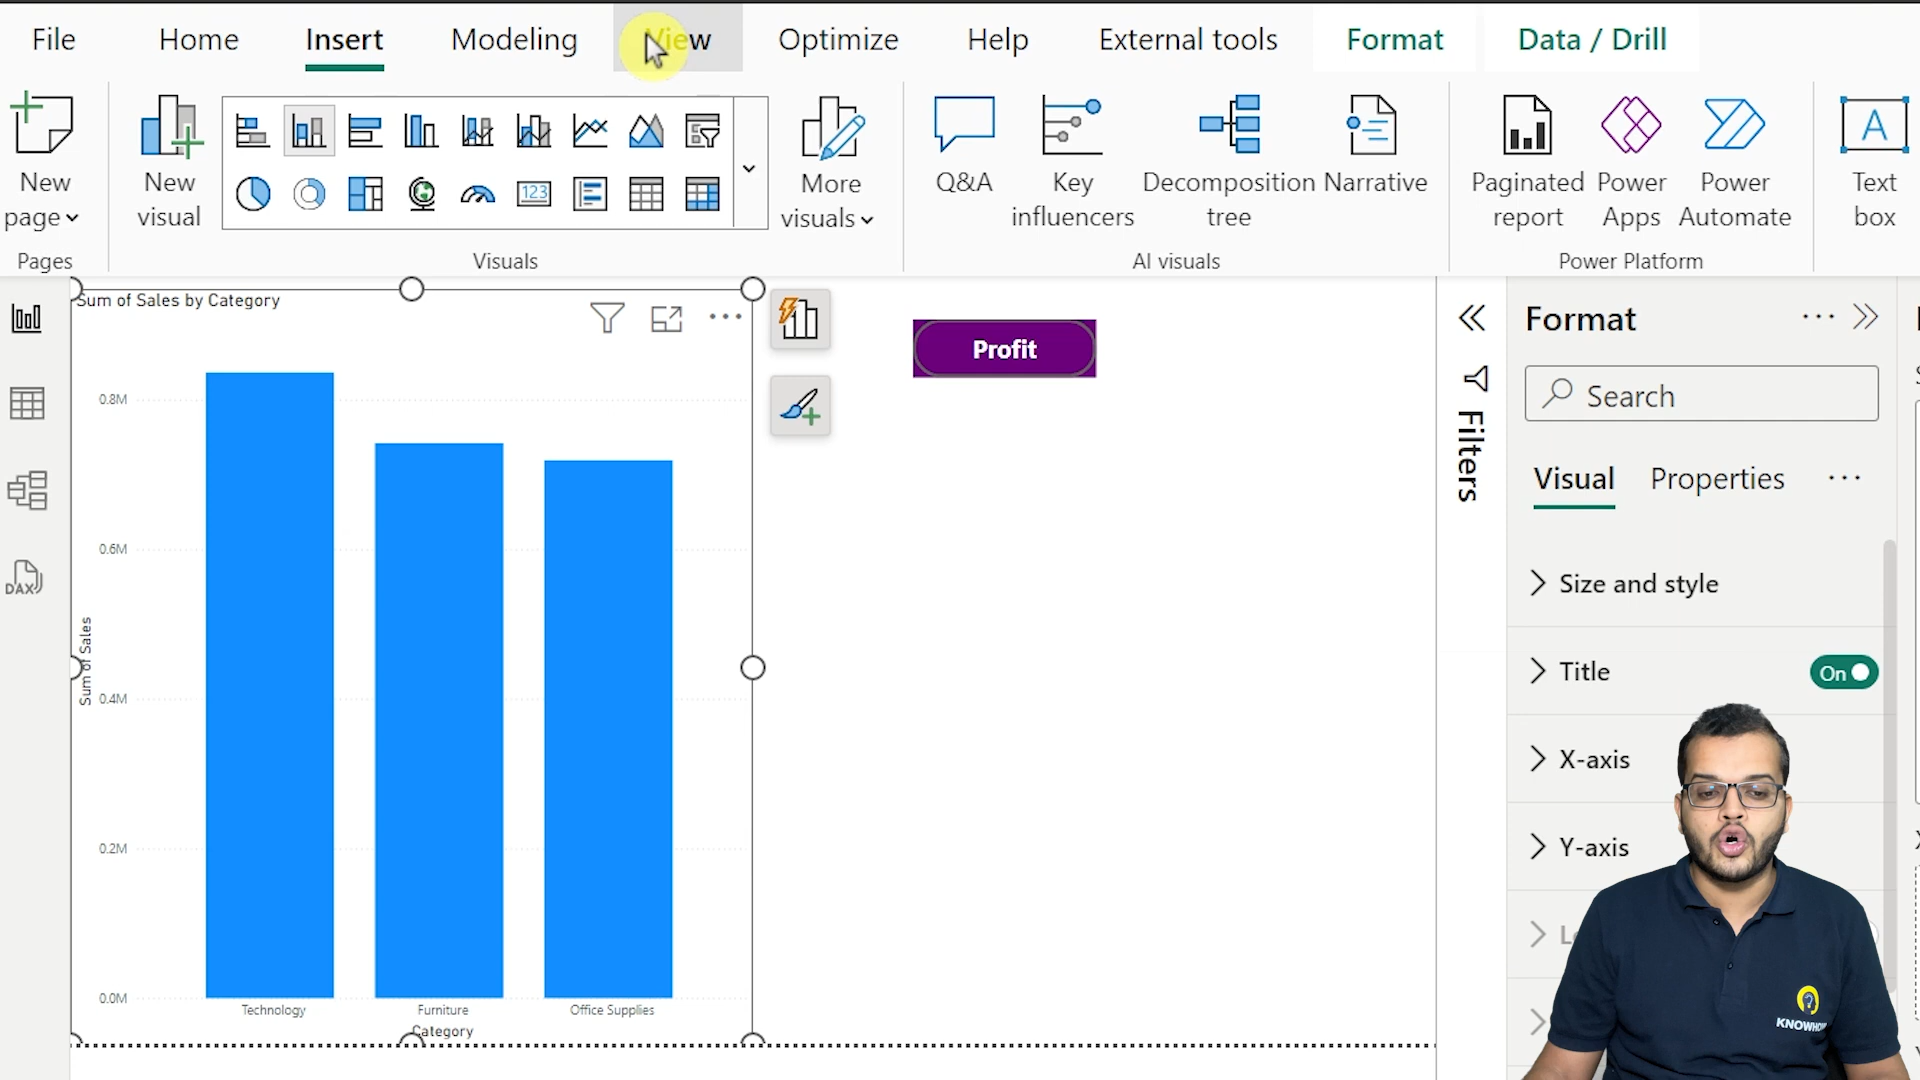 File Home Insert Modeling View Optimize Help External tools Format Data / Drill
New page
New visual
123
More visuals
Q&A
Key influencers
Decomposition tree
Narrative
Paginated report
Power Apps
Power Automate
A
Text box
Pages Visuals AI visuals Power Platform
Sum of Sales by Category
0.8M
0.6M
0.4M
0.2M
0.0M
Sum of Sales
Technology Furniture Office Supplies
Category
DAX
Profit
Filters
Format
Search
Visual Properties
Size and style
Title On
X-axis
Y-axis